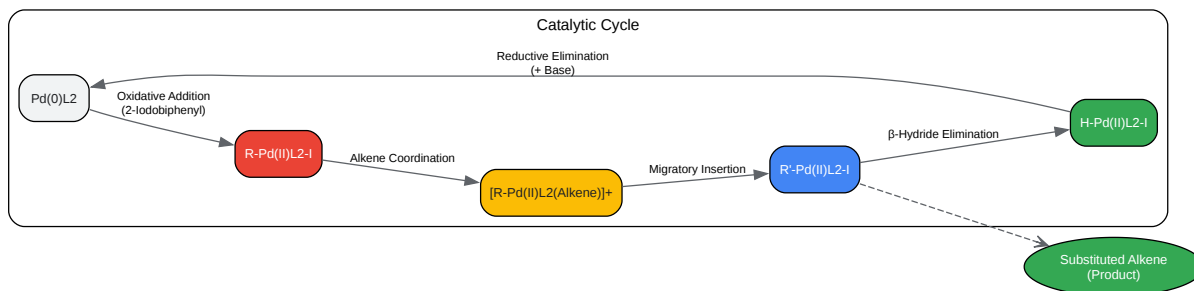 Catalytic Cycle
Reductive Elimination
(+ Base)
Pd(0)L2
Oxidative Addition
(2-Iodobiphenyl)
R-Pd(II)L2-I
Alkene Coordination
[R-Pd(II)L2(Alkene)]+
Migratory Insertion
R'-Pd(II)L2-I
β-Hydride Elimination
H-Pd(II)L2-I
Substituted Alkene
(Product)